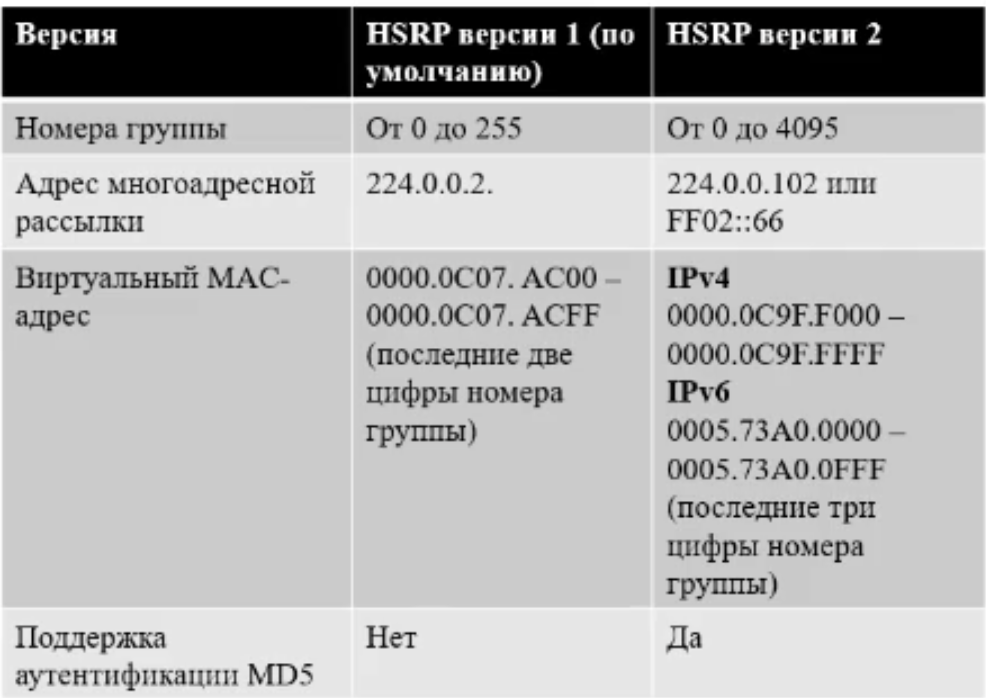 Версия
HSRP версии 1 (по
умолчанию)
HSRP версии 2
Номера группы
От 0 до 255
От 0 до 4095
Адрес многоадресной
рассылки
224.0.0.2.
224.0.0.102 или
FF02::66
Виртуальный MAC-
адрес
0000.0C07. AC00 –
0000.0C07. ACFF
(последние две
цифры номера
группы)
IPv4
0000.0C9F.F000 –
0000.0C9F.FFFF
IPv6
0005.73A0.0000 –
0005.73A0.0FFF
(последние три
цифры номера
группы)
Поддержка
аутентификации MD5
Нет
Да